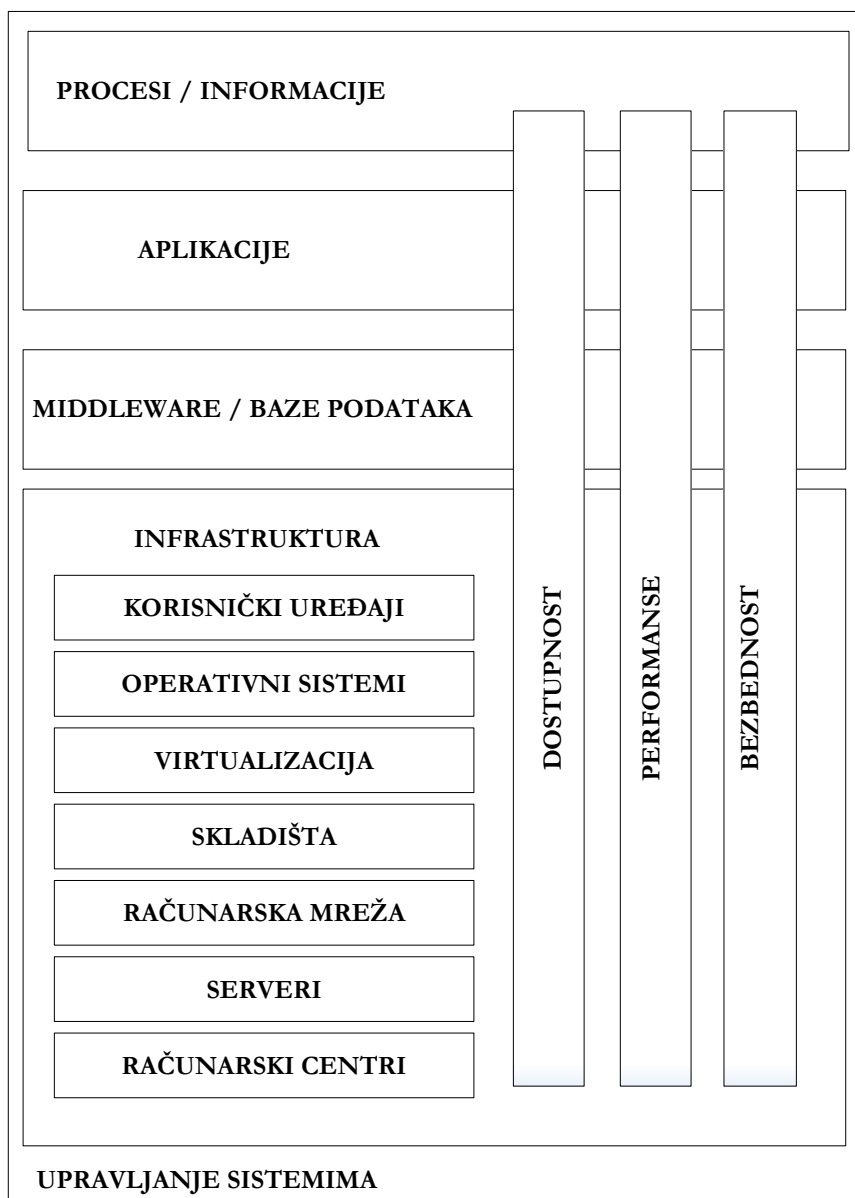 PROCESI / INFORMACIJE
APLIKACIJE
MIDDLEWARE / BAZE PODATAKA
INFRASTRUKTURA
KORISNIČKI UREĐAJI
OPERATIVNI SISTEMI
VIRTUALIZACIJA
SKLADIŠTA
RAČUNARSKA MREŽA
SERVERI
RAČUNARSKI CENTRI
DOSTUPNOST
PERFORMANSE
BEZBEDNOST
UPRAVLJANJE SISTEMIMA